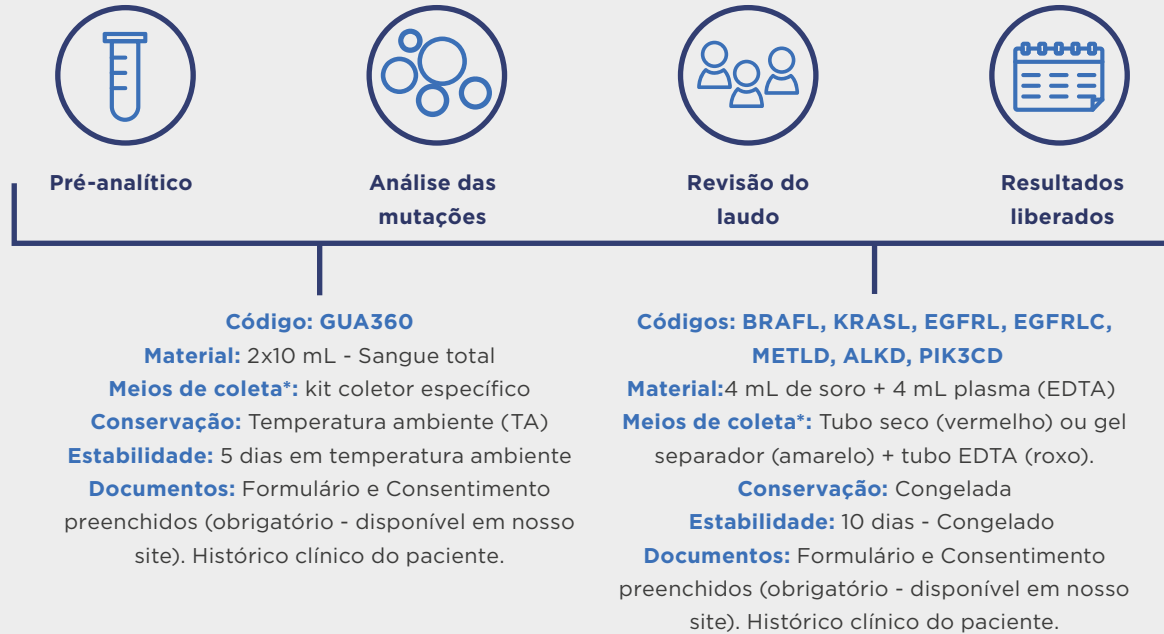 Pré-analítico
Análise das
mutações
Revisão do
laudo
Resultados
liberados
Código: GUA360
Material: 2x10 mL - Sangue total
Meios de coleta*: kit coletor específico
Conservação: Temperatura ambiente (TA)
Estabilidade: 5 dias em temperatura ambiente
Documentos: Formulário e Consentimento
preenchidos (obrigatório - disponível em nosso
site). Histórico clínico do paciente.
Códigos: BRAFL, KRASL, EGFRL, EGFRLC,
METLD, ALKD, PIK3CD
Material:4 mL de soro + 4 mL plasma (EDTA)
Meios de coleta*: Tubo seco (vermelho) ou gel
separador (amarelo) + tubo EDTA (roxo).
Conservação: Congelada
Estabilidade: 10 dias - Congelado
Documentos: Formulário e Consentimento
preenchidos (obrigatório - disponível em nosso
site). Histórico clínico do paciente.